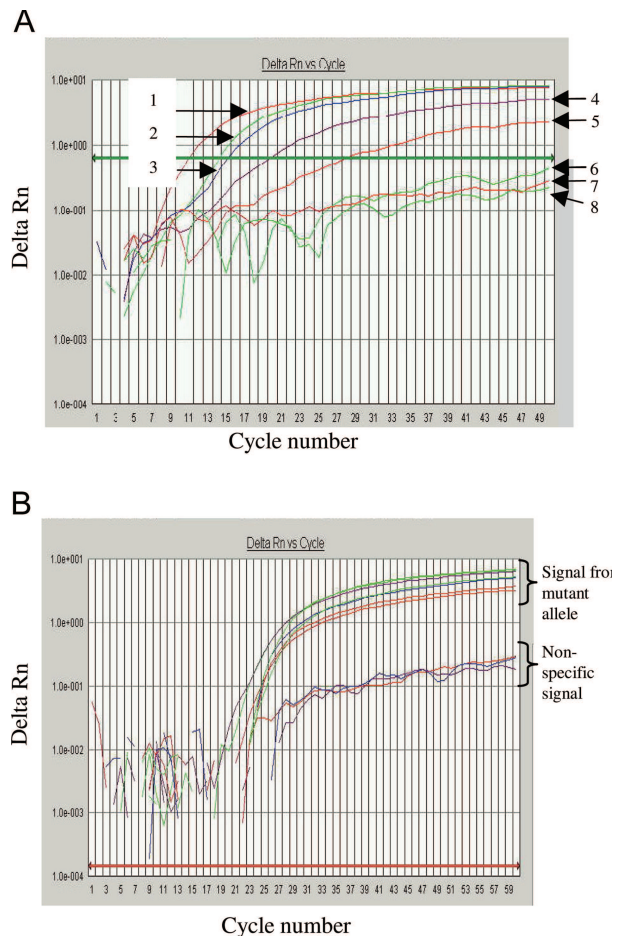 A
Delta Rn vs Cycle
1.0e+001
1.0e+000
1.0e-001
1.0e-002
1.0e-003
1.0e-004
Delta Rn
1
2
3
4
5
6
7
8
1 3 5 7 9 11 13 15 17 19 21 23 25 27 29 31 33 35 37 39 41 43 45 47 49
Cycle number
B
Delta Rn vs Cycle
1.0e+001
1.0e+000
1.0e-001
1.0e-002
1.0e-003
1.0e-004
Delta Rn
Signal from
mutant
allele
Non-
specific
signal
1 3 5 7 9 11 13 15 17 19 21 23 25 27 29 31 33 35 37 39 41 43 45 47 49 51 53 55 57 59
Cycle number